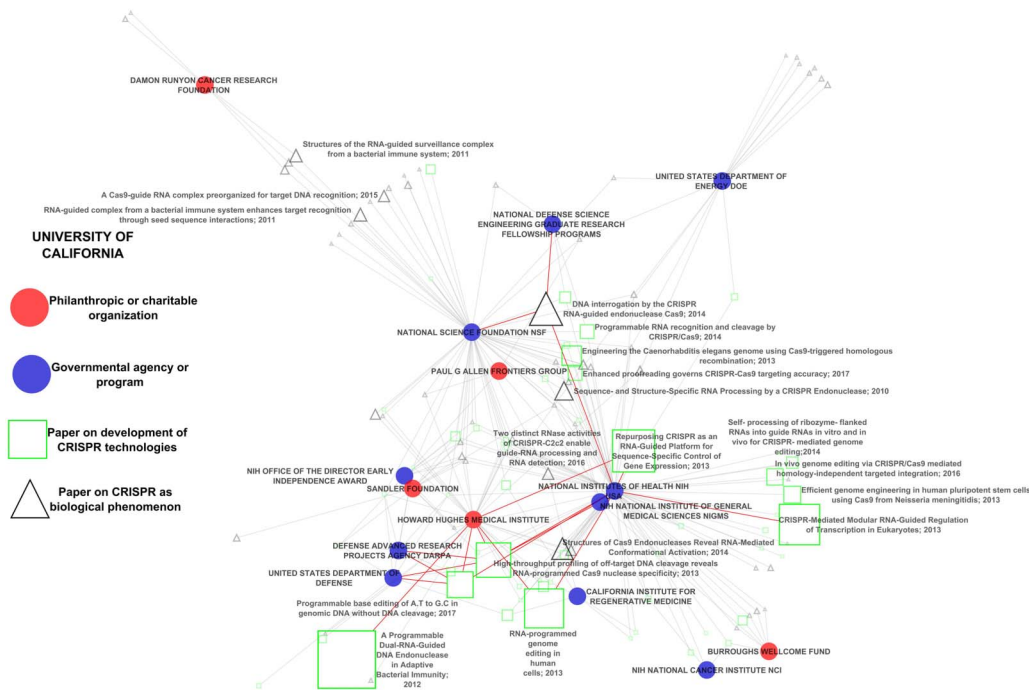 DAMON RUNYON CANCER RESEARCH
FOUNDATION
Structures of the RNA-guided surveillance complex
from a bacterial immune system; 2011
A Cas9-guide RNA complex preorganized for target DNA recognition; 2015
RNA-guided complex from a bacterial immune system enhances target recognition
through seed sequence interactions; 2011
UNITED STATES DEPARTMENT OF
ENERGY DOE
NATIONAL DEFENSE SCIENCE
ENGINEERING GRADUATE RESEARCH
FELLOWSHIP PROGRAMS
UNIVERSITY OF
CALIFORNIA
Philanthropic or charitable
organization
Governmental agency or
program
Paper on development of
CRISPR technologies
Paper on CRISPR as
biological phenomenon
DNA interrogation by the CRISPR
RNA-guided endonuclease Cas9; 2014
NATIONAL SCIENCE FOUNDATION NSF
Programmable RNA recognition and cleavage by
CRISPR/Cas9; 2014
Engineering the Caenorhabditis elegans genome using Cas9-triggered homologous
recombination; 2013
PAUL G ALLEN FRONTIERS GROUP
Enhanced proofreading governs CRISPR-Cas9 targeting accuracy; 2017
Sequence- and Structure-Specific RNA Processing by a CRISPR Endonuclease; 2010
Two distinct RNase activities
of CRISPR-C2c2 enable
guide-RNA processing and
RNA detection; 2016
Repurposing CRISPR as an
RNA-Guided Platform for
Sequence-Specific Control of
Gene Expression; 2013
Self- processing of ribozyme- flanked
RNAs into guide RNAs in vitro and in
vivo for CRISPR- mediated genome
editing;2014
In vivo genome editing via CRISPR/Cas9 mediated
homology-independent targeted integration; 2016
NIH OFFICE OF THE DIRECTOR EARLY
INDEPENDENCE AWARD
SANDLER FOUNDATION
NATIONAL INSTITUTES OF HEALTH NIH
USA
NIH NATIONAL INSTITUTE OF GENERAL
MEDICAL SCIENCES NIGMS
Efficient genome engineering in human pluripotent stem cells
using Cas9 from Neisseria meningitidis; 2013
HOWARD HUGHES MEDICAL INSTITUTE
CRISPR-Mediated Modular RNA-Guided Regulation
of Transcription in Eukaryotes; 2013
DEFENSE ADVANCED RESEARCH
PROJECTS AGENCY DARPA
Structures of Cas9 Endonucleases Reveal RNA-Mediated
Conformational Activation; 2014
High-throughput profiling of off-target DNA cleavage reveals
RNA-programmed Cas9 nuclease specificity; 2013
UNITED STATES DEPARTMENT OF
DEFENSE
CALIFORNIA INSTITUTE FOR
REGENERATIVE MEDICINE
Programmable base editing of A.T to G.C in
genomic DNA without DNA cleavage; 2017
A Programmable
Dual-RNA-Guided
DNA Endonuclease
in Adaptive
Bacterial Immunity;
2012
RNA-programmed
genome
editing in
human
cells; 2013
BURROUGHS WELLCOME FUND
NIH NATIONAL CANCER INSTITUTE NCI